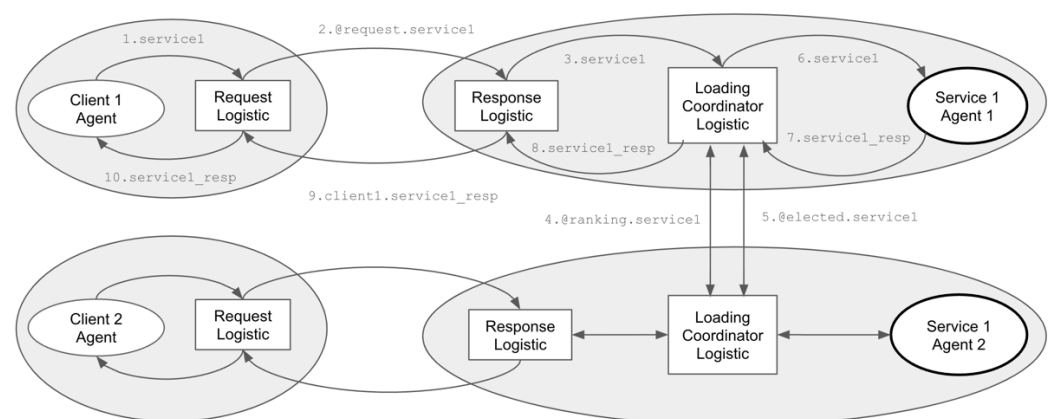 1.service1
2.@request.service1
3.service1
6.service1
Client 1
Agent
Request
Logistic
Response
Logistic
Loading
Coordinator
Logistic
Service 1
Agent 1
7.service1_resp
8.service1_resp
10.service1_resp
9.client1.service1_resp
4.@ranking.service1
5.@elected.service1
Client 2
Agent
Request
Logistic
Response
Logistic
Loading
Coordinator
Logistic
Service 1
Agent 2